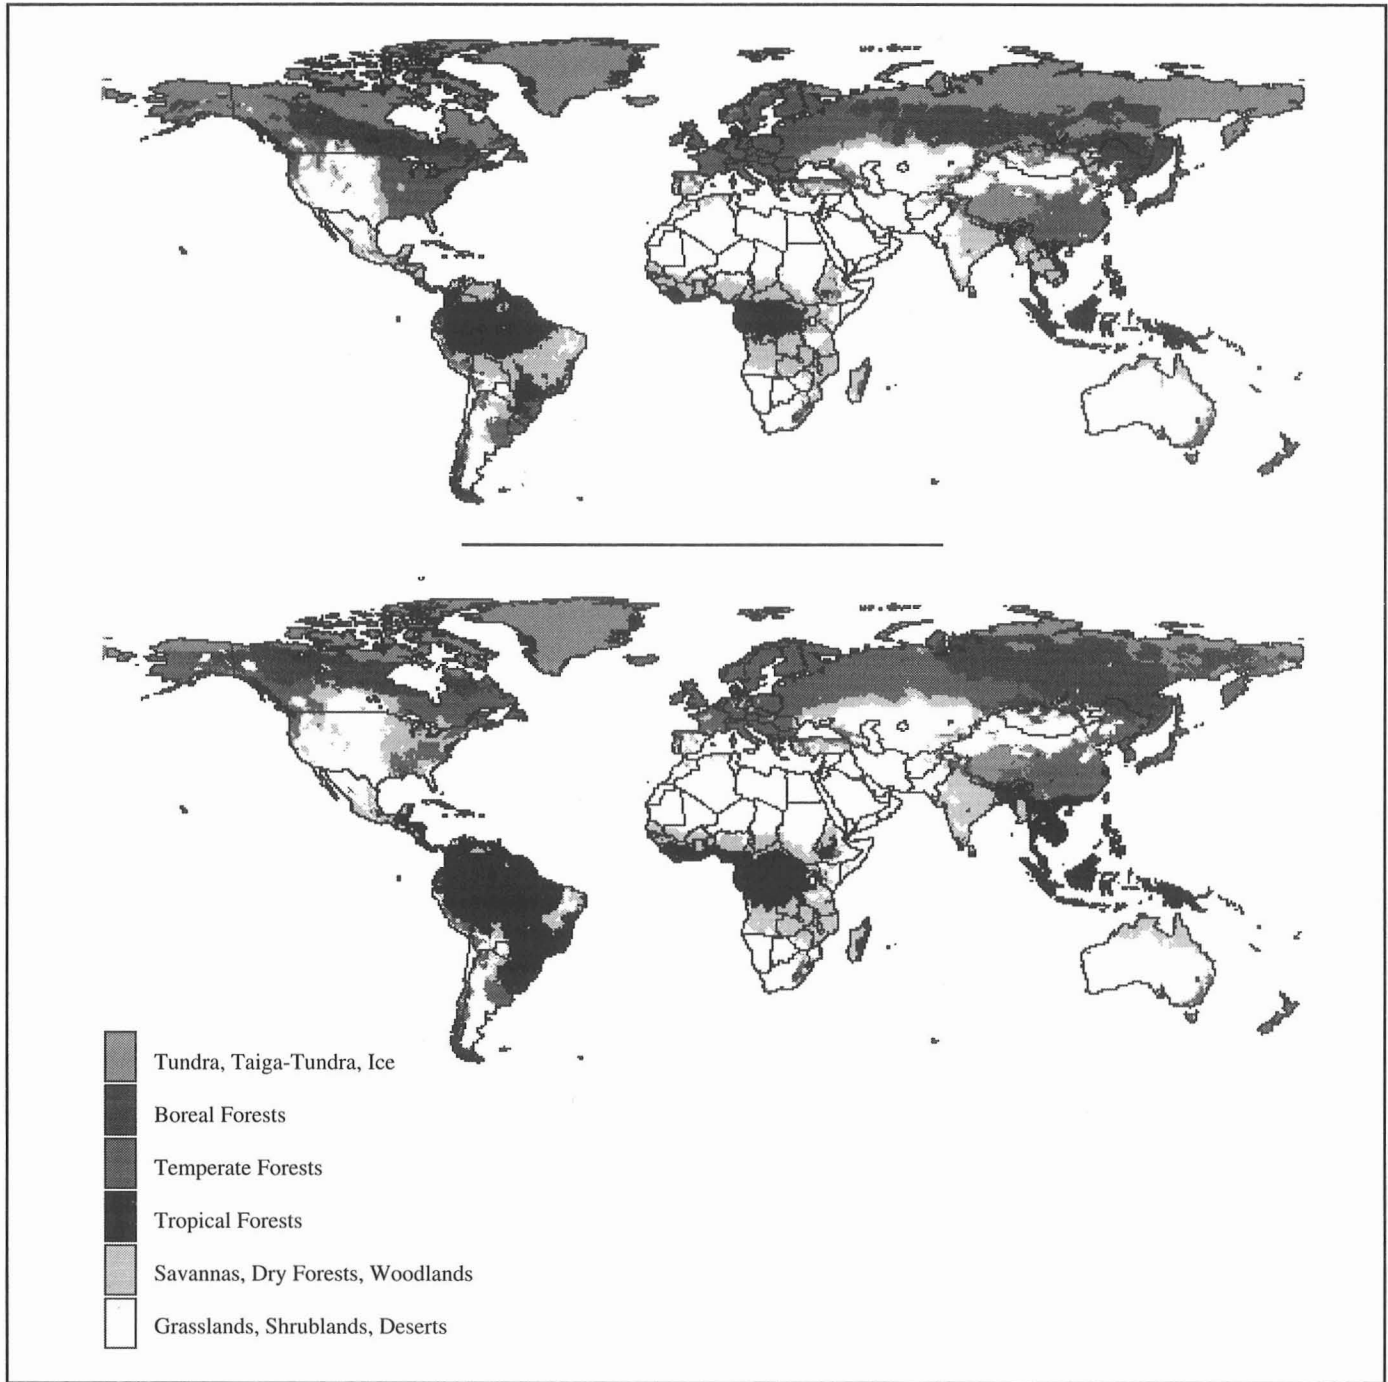 Tundra, Taiga-Tundra, Ice
Boreal Forests
Temperate Forests
Tropical Forests
Savannas, Dry Forests, Woodlands
Grasslands, Shrublands, Deserts